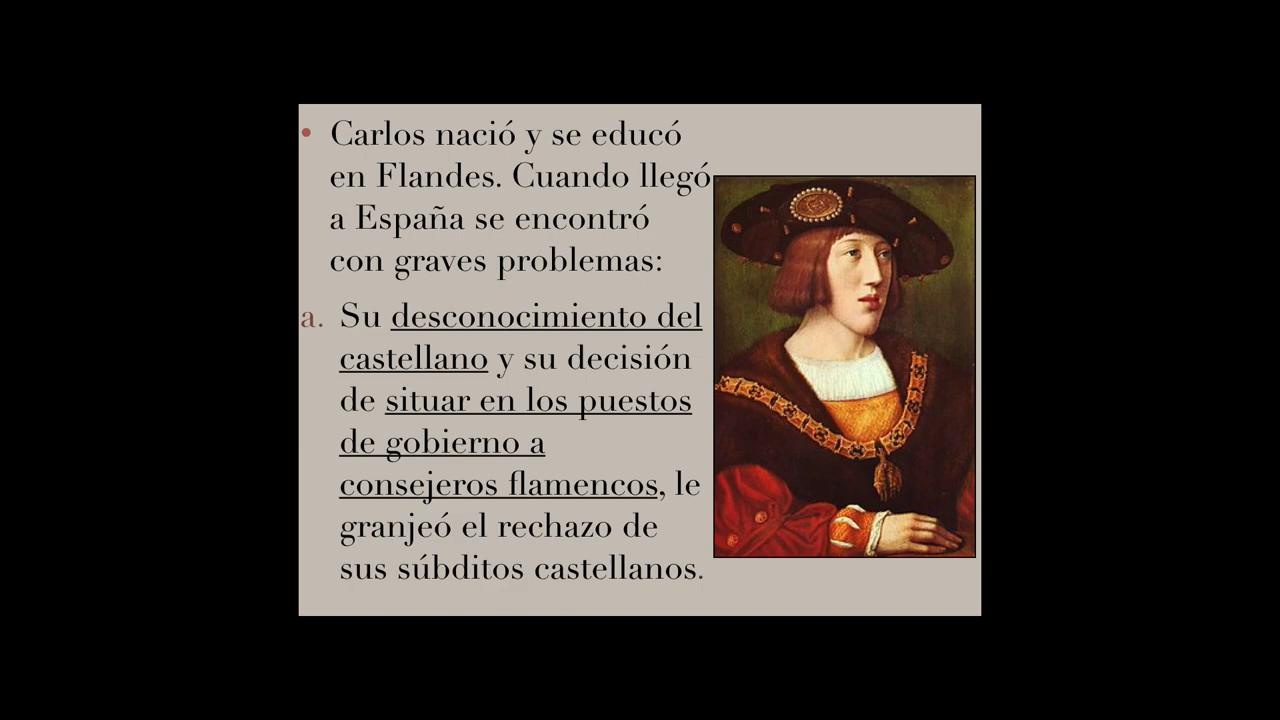 • Carlos nació y se educó
en Flandes. Cuando llegó
a España se encontró
con graves problemas:
a. Su desconocimiento del
castellano y su decisión
de situar en los puestos
de gobierno a
consejeros flamencos, le
granjeó el rechazo de
sus súbditos castellanos.